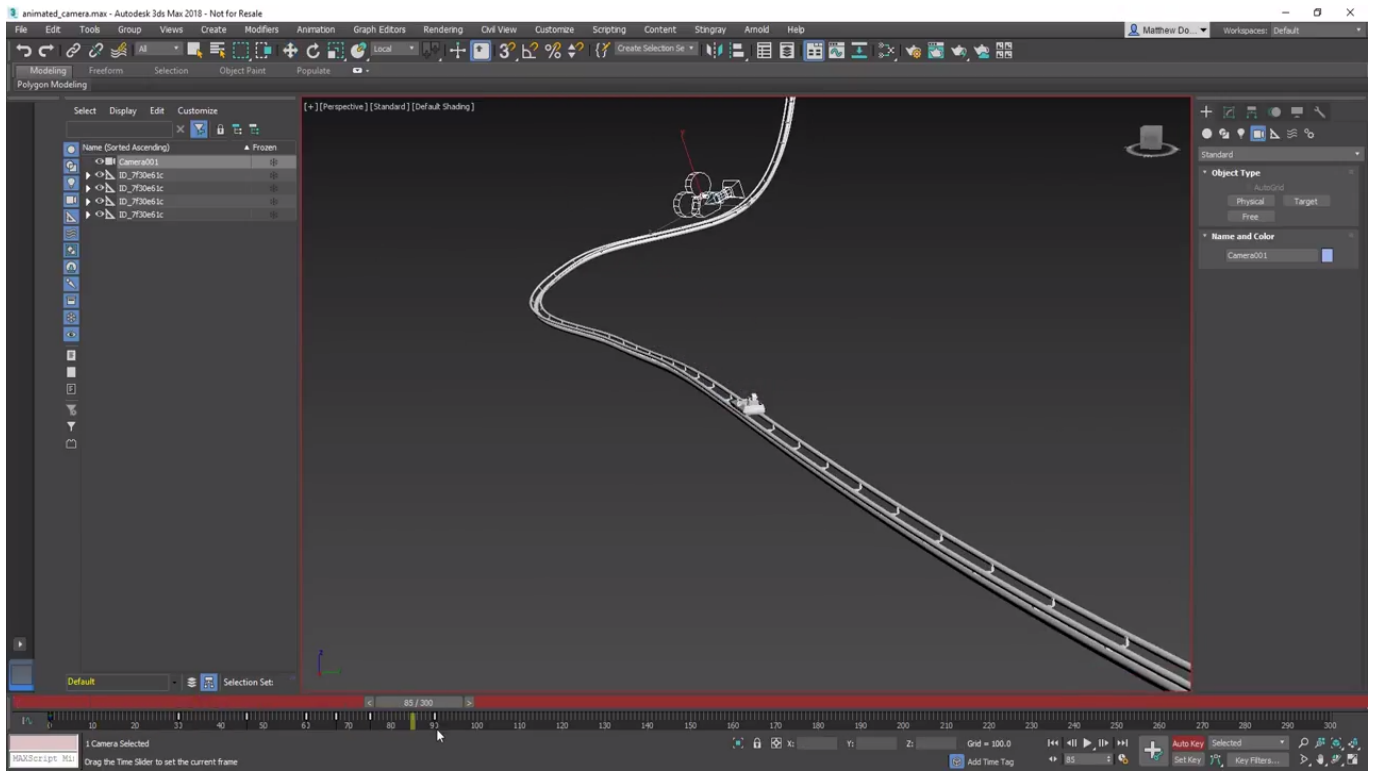 animated_camera.max - Autodesk 3ds Max 2018 - Not for Resale
File Edit Tools Group Views Create Modifiers Animation Graph Editors Rendering Civil View Customize Scripting Content Stingray Arnold Help
Matthew Do... Workspaces: Default
All Local Create Selection Se
Modeling Freeform Selection Object Paint Populate
Polygon Modeling
Select Display Edit Customize
Name (Sorted Ascending) Frozen
Camera001
ID_7f30e61c
ID_7f30e61c
ID_7f30e61c
ID_7f30e61c
Default Selection Set:
[+] [Perspective] [Standard] [Default Shading]
z
Standard
Object Type
AutoGrid
Physical Target
Free
Name and Color
Camera001
85 / 300
0 10 20 50 70 80 100 110 120 130 140 150 160 170 180 190 200 210 220 230 240 250 260 270 280 290 300
1 Camera Selected X: Y: Z: Grid = 100.0 Auto Key Selected
MAXScript Mi Drag the Time Slider to set the current frame Add Time Tag 85 Set Key Key Filters...